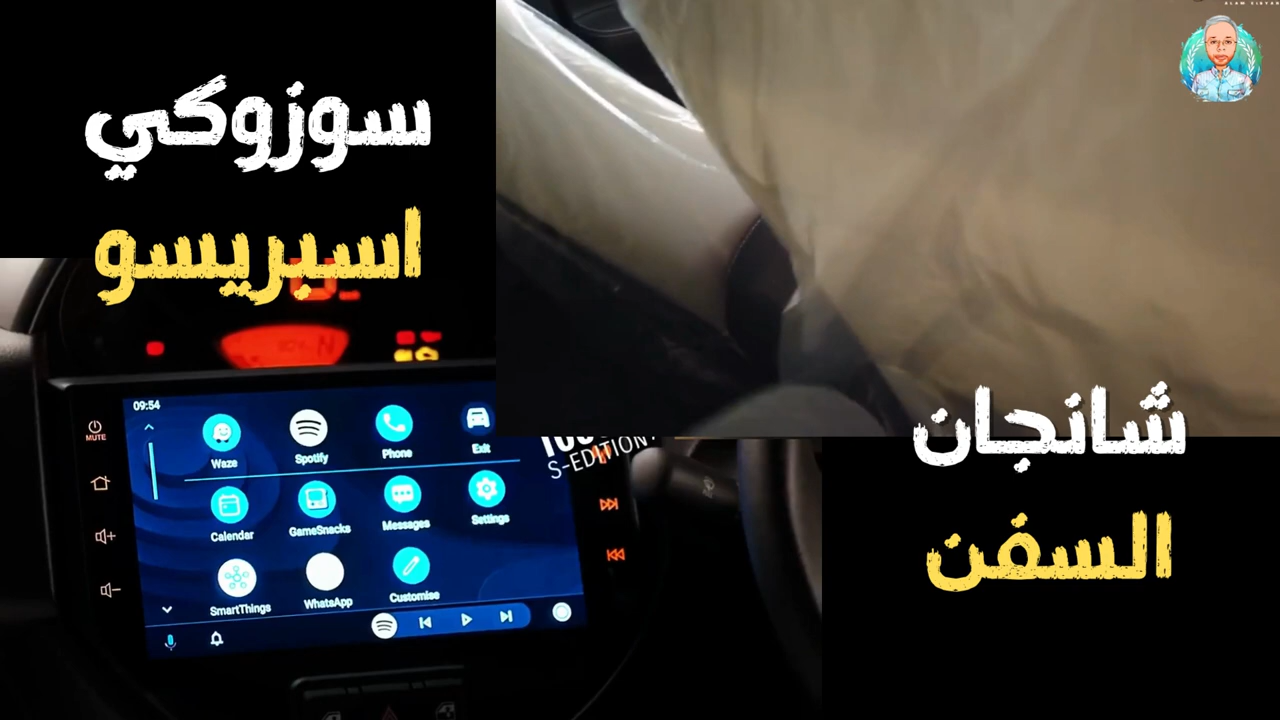 سوزوكي
اسبريسو
شانجان
السفن
09:54
MUTE
Waze
Spotify
Phone
Exit
Calendar
GameSnacks
Messages
Settings
SmartThings
WhatsApp
Customise
S-EDITION